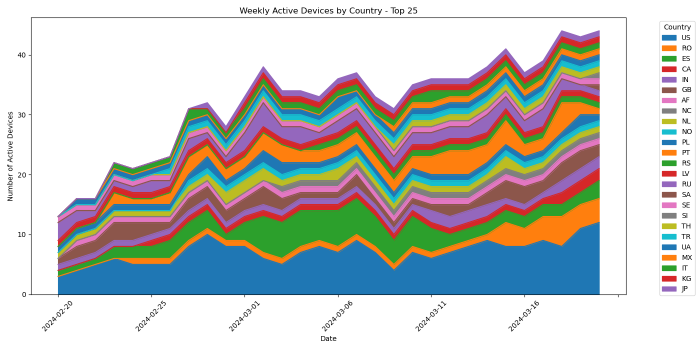 Weekly Active Devices by Country - Top 25
Number of Active Devices
40
30
20
10
0
2024-02-20
2024-02-25
2024-03-01
2024-03-06
2024-03-11
2024-03-16
Date
Country
US
RO
ES
CA
IN
GB
AF
NC
NL
NO
PL
PT
RS
LV
RU
SA
SE
SI
TH
TR
UA
MX
IT
KG
JP